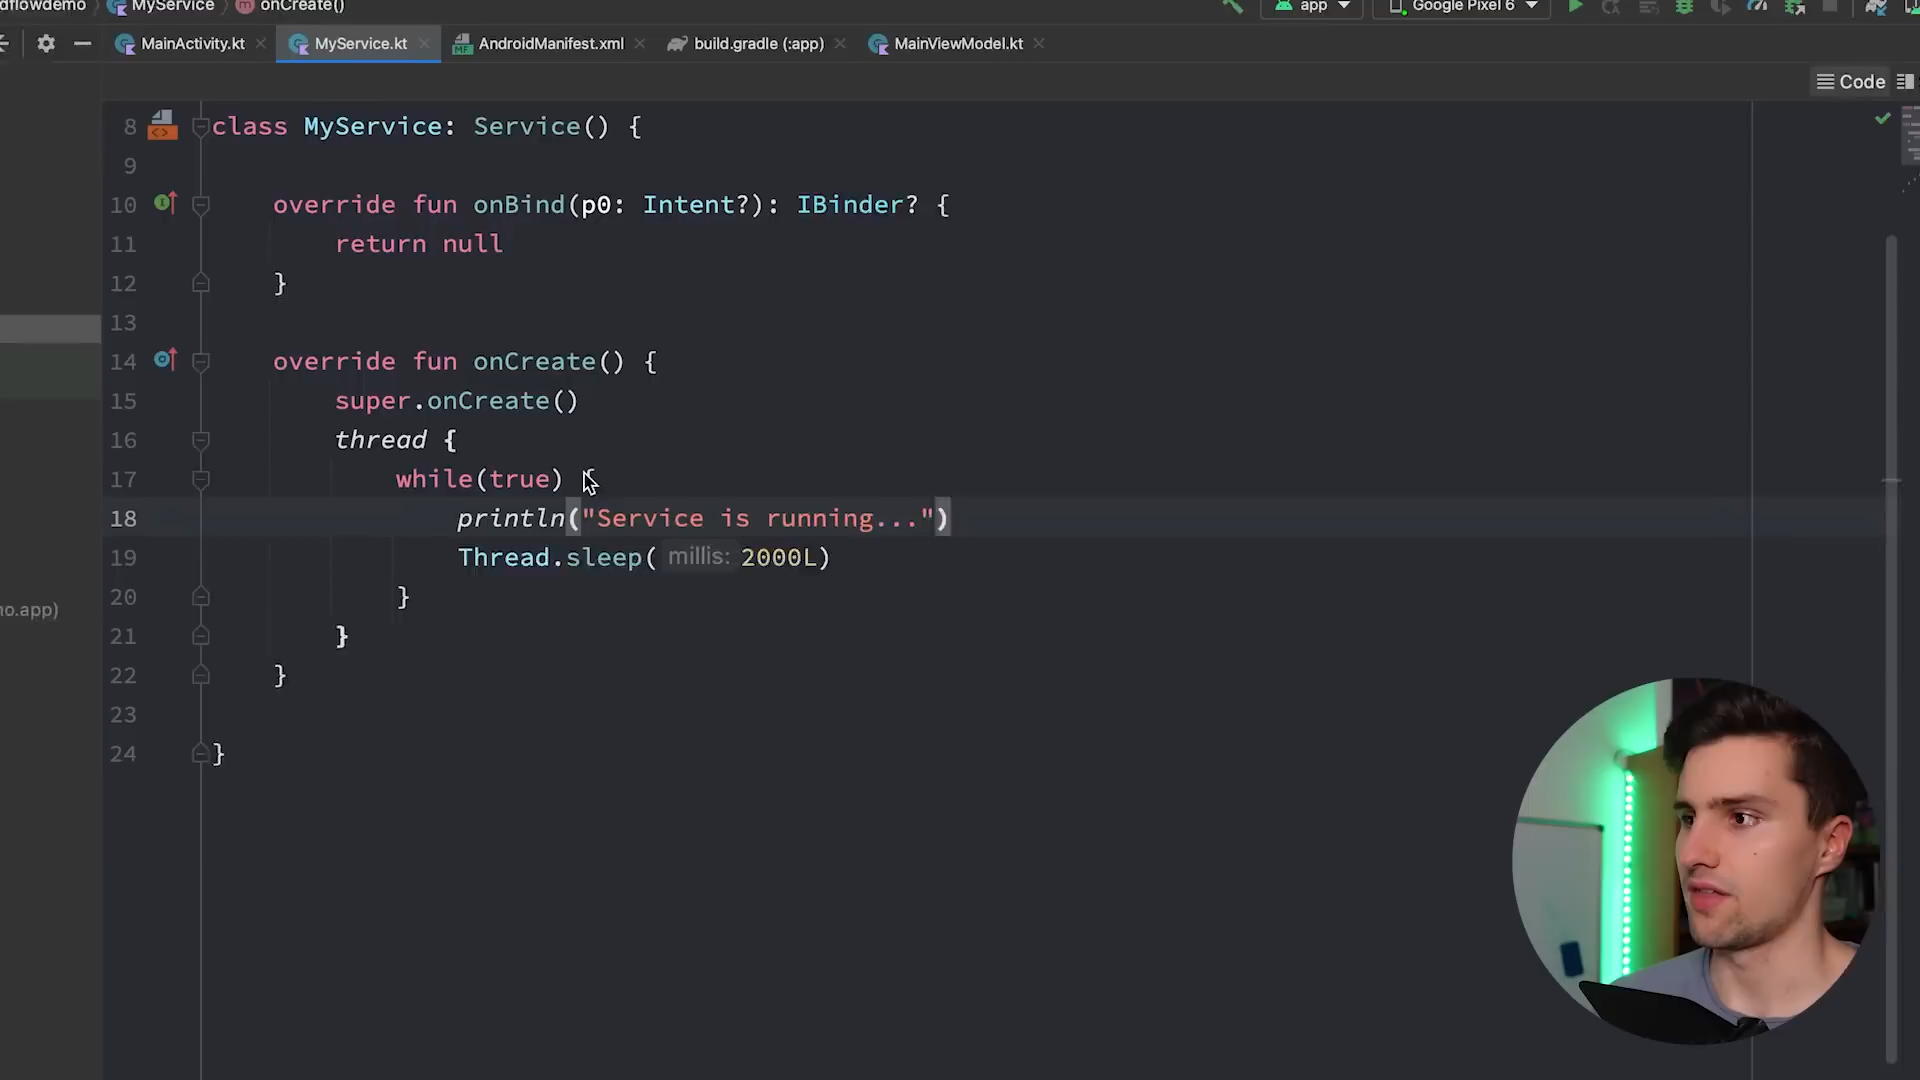 dflowdemo MyService onCreate() app Google Pixel 6
MainActivity.kt MyService.kt AndroidManifest.xml build.gradle (:app) MainViewModel.kt
Code
8 class MyService: Service() {
9
10 override fun onBind(p0: Intent?): IBinder? {
11 return null
12 }
13
14 override fun onCreate() {
15 super.onCreate()
16 thread {
17 while(true) {
18 println("Service is running...")
19 Thread.sleep( millis: 2000L)
20 }
21 }
22 }
23
24 }
no.app)